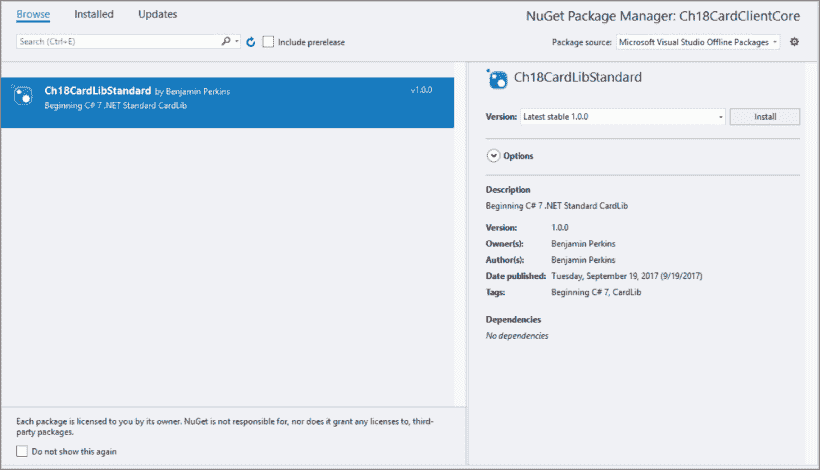 Browse Installed Updates
NuGet Package Manager: Ch18CardClientCore
Search (Ctrl+E)
Include prerelease
Package source: Microsoft Visual Studio Offline Packages
Ch18CardLibStandard by Benjamin Perkins
v1.0.0
Beginning C# 7 .NET Standard CardLib
Each package is licensed to you by its owner. NuGet is not responsible for, nor does it grant any licenses to, third-
party packages.
Do not show this again
Ch18CardLibStandard
Version: Latest stable 1.0.0
Install
Options
Description
Beginning C# 7 .NET Standard CardLib
Version: 1.0.0
Owner(s): Benjamin Perkins
Author(s): Benjamin Perkins
Date published: Tuesday, September 19, 2017 (9/19/2017)
Tags: Beginning C# 7, CardLib
Dependencies
No dependencies